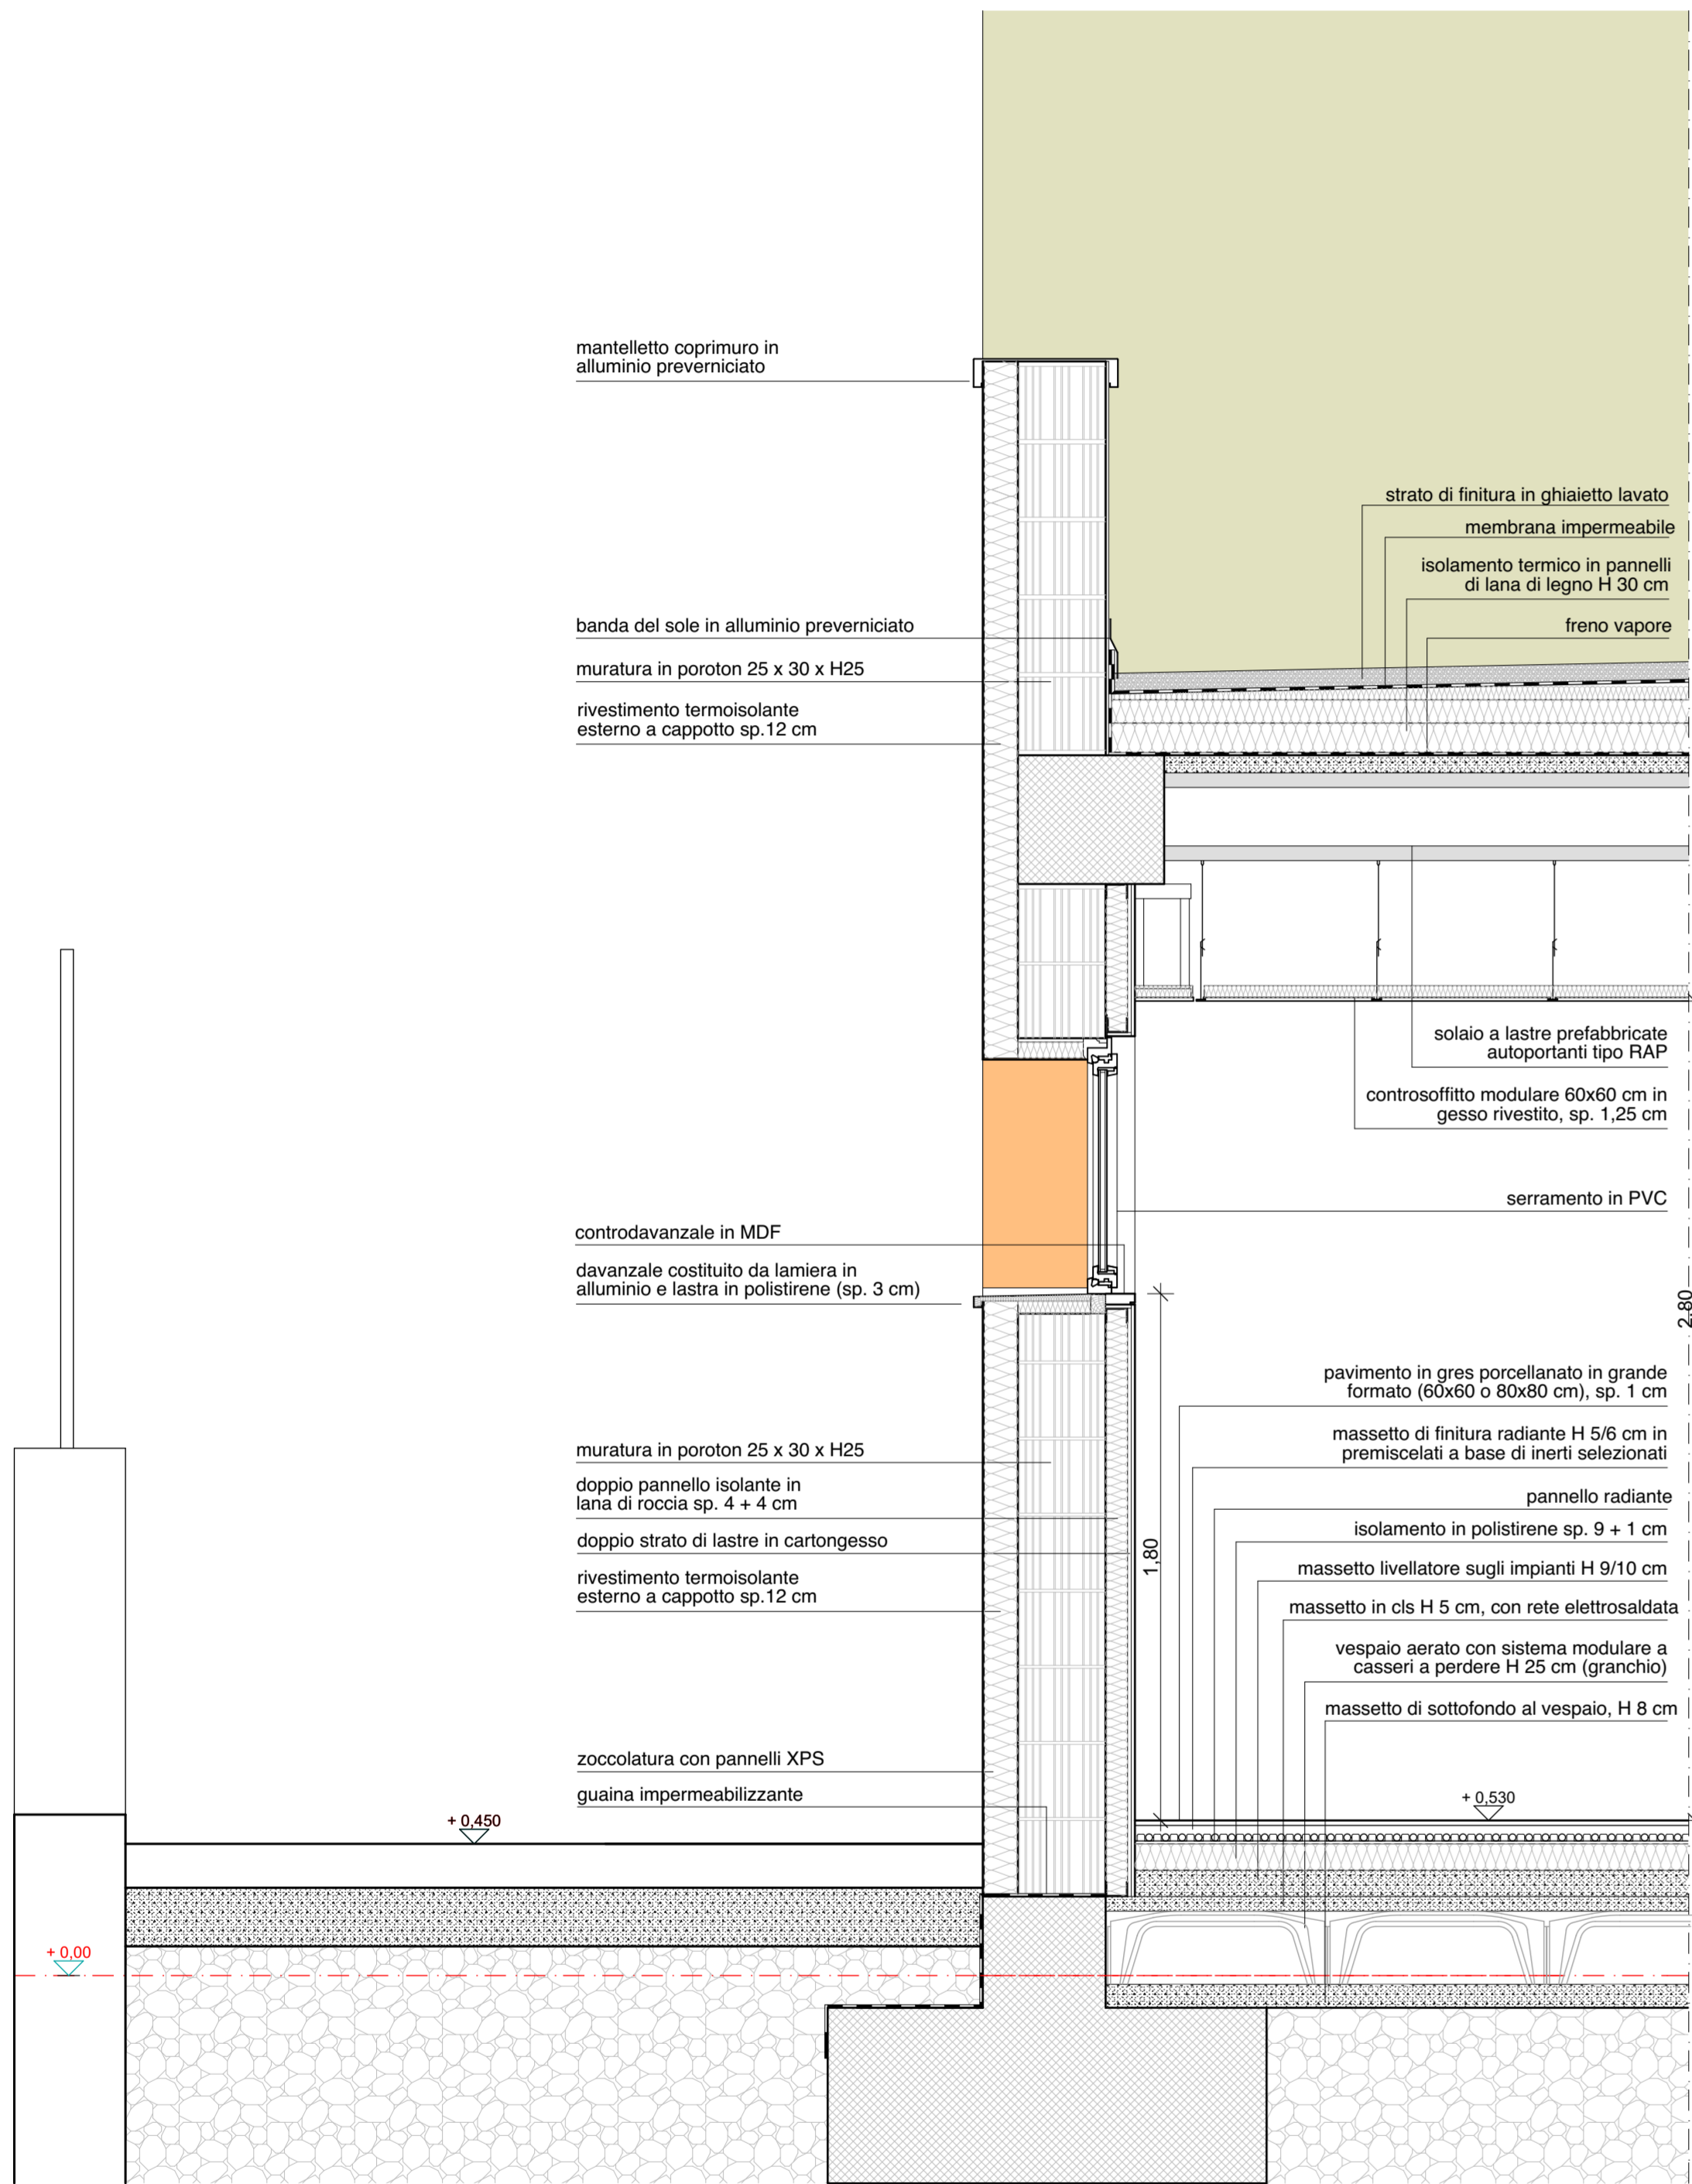 mantelletto coprimuro in
alluminio preverniciato
strato di finitura in ghiaietto lavato
membrana impermeabile
isolamento termico in pannelli
di lana di legno H 30 cm
freno vapore
banda del sole in alluminio preverniciato
muratura in poroton 25 x 30 x H25
rivestimento termoisolante
esterno a cappotto sp.12 cm
solaio a lastre prefabbricate
autoportanti tipo RAP
controsoffitto modulare 60x60 cm in
gesso rivestito, sp. 1,25 cm
serramento in PVC
controdavanzale in MDF
davanzale costituito da lamiera in
alluminio e lastra in polistirene (sp. 3 cm)
2,80
pavimento in gres porcellanato in grande
formato (60x60 o 80x80 cm), sp. 1 cm
massetto di finitura radiante H 5/6 cm in
premiscelati a base di inerti selezionati
pannello radiante
isolamento in polistirene sp. 9 + 1 cm
massetto livellatore sugli impianti H 9/10 cm
massetto in cls H 5 cm, con rete elettrosaldata
vespaio aerato con sistema modulare a
casseri a perdere H 25 cm (granchio)
massetto di sottofondo al vespaio, H 8 cm
muratura in poroton 25 x 30 x H25
doppio pannello isolante in
lana di roccia sp. 4 + 4 cm
doppio strato di lastre in cartongesso
rivestimento termoisolante
esterno a cappotto sp.12 cm
1,80
zoccolatura con pannelli XPS
guaina impermeabilizzante
+ 0,530
+ 0,450
+ 0,00